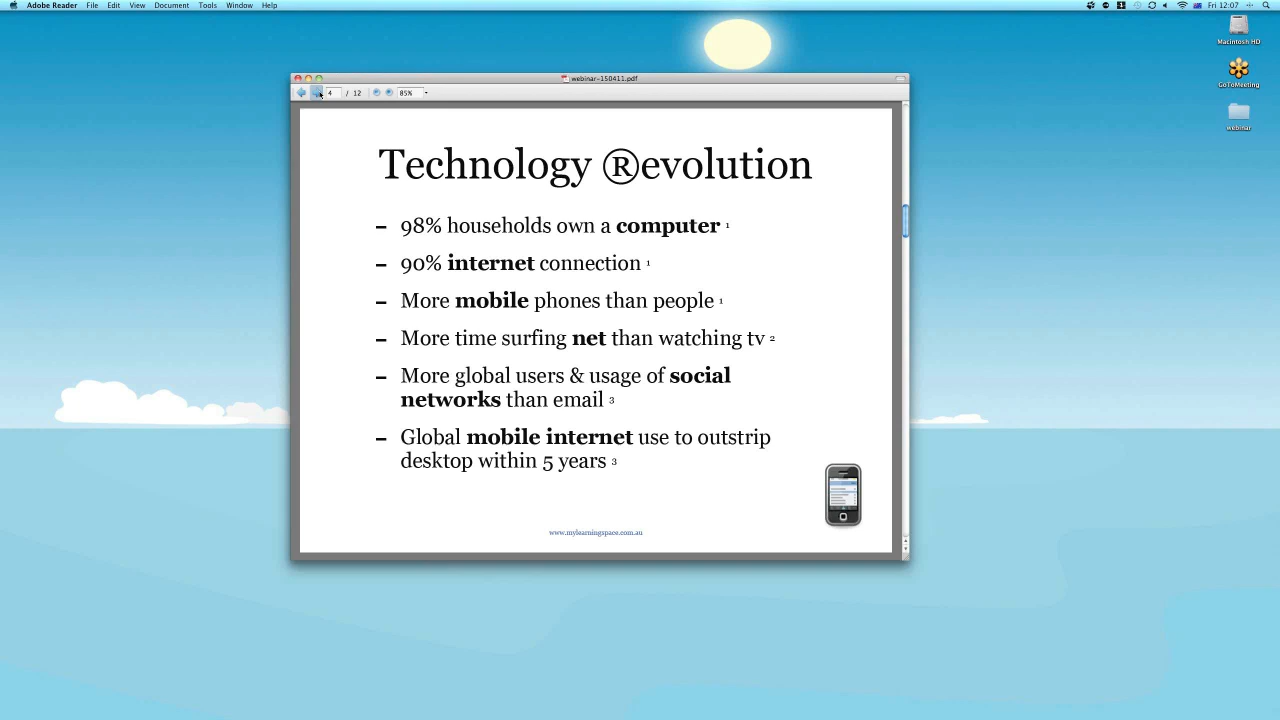 Adobe Reader File Edit View Document Tools Window Help
Fri 12:07
Macintosh HD
GoToMeeting
webinar
webinar-150411.pdf
4 / 12 85%
Technology ®evolution
– 98% households own a computer 1
– 90% internet connection 1
– More mobile phones than people 1
– More time surfing net than watching tv 2
– More global users & usage of social
networks than email 3
– Global mobile internet use to outstrip
desktop within 5 years 3
www.mylearningspace.com.au